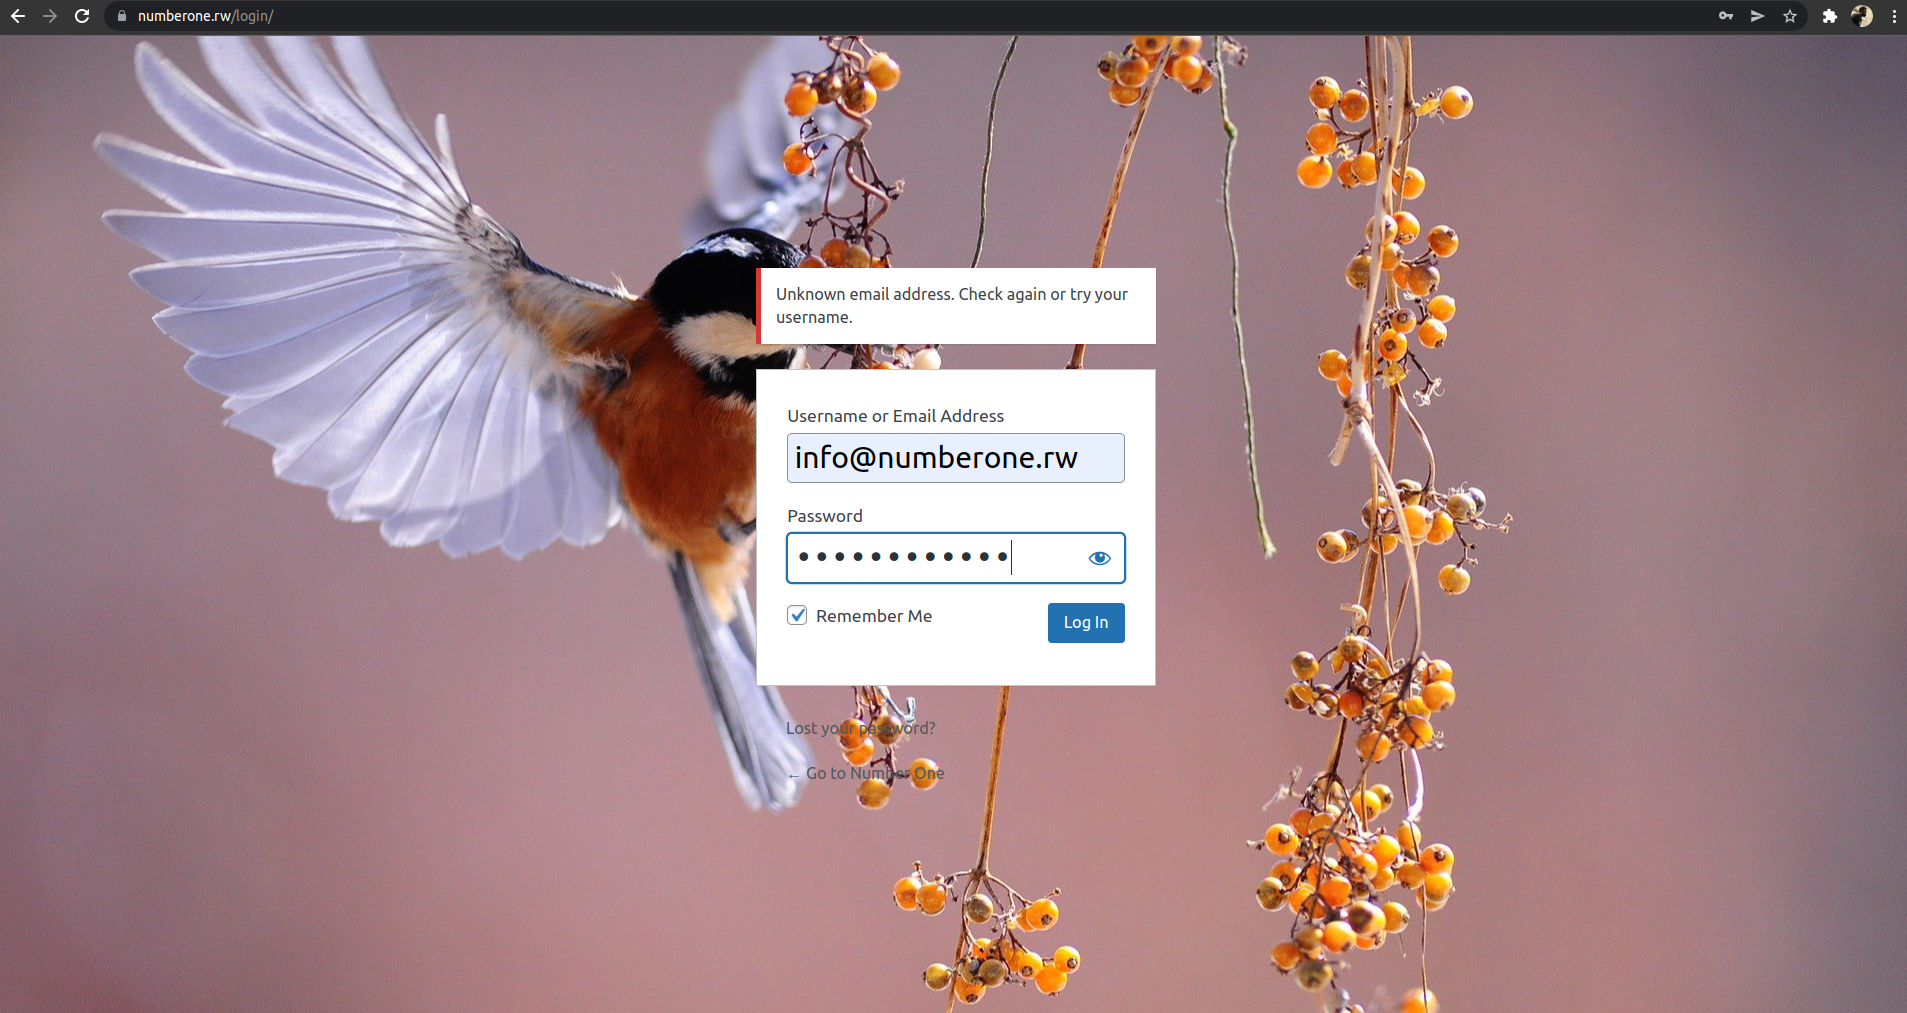 numberone.rw/login/
Unknown email address. Check again or try your
username.
Username or Email Address
info@numberone.rw
Password
••••••••••••
Remember Me
Log In
Lost your password?
← Go to Number One